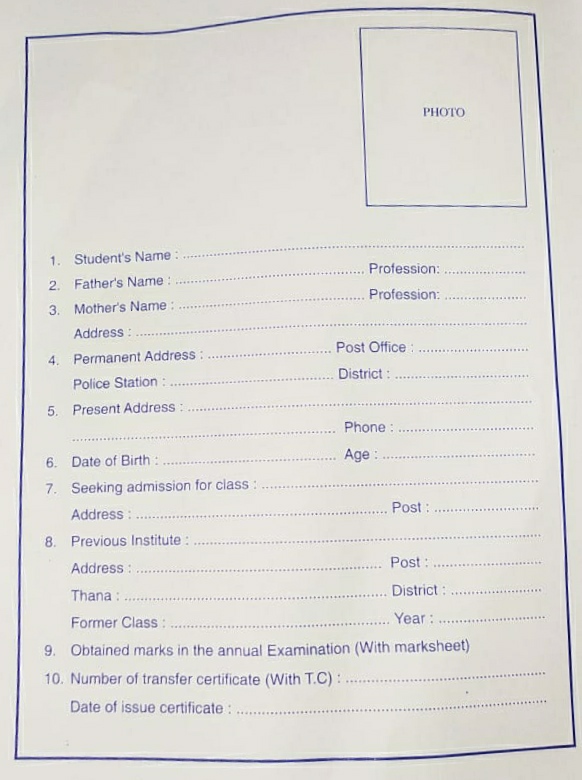 PHOTO
1. Student's Name : ................................................
2. Father's Name : ................................ Profession: ................
3. Mother's Name : ................................ Profession: ................
Address : ................................................
4. Permanent Address : ........................ Post Office : ....................
Police Station : ................................ District : ........................
5. Present Address : ................................................
................................................ Phone : ........................
6. Date of Birth : ................................ Age : ............................
7. Seeking admission for class : ................................................
Address : ................................................ Post : ................
8. Previous Institute : ................................................
Address : ................................................ Post : ................
Thana : ................................................ District : ................
Former Class : ........................................ Year : ................
9. Obtained marks in the annual Examination (With marksheet)
10. Number of transfer certificate (With T.C) : ................................
Date of issue certificate : ................................................